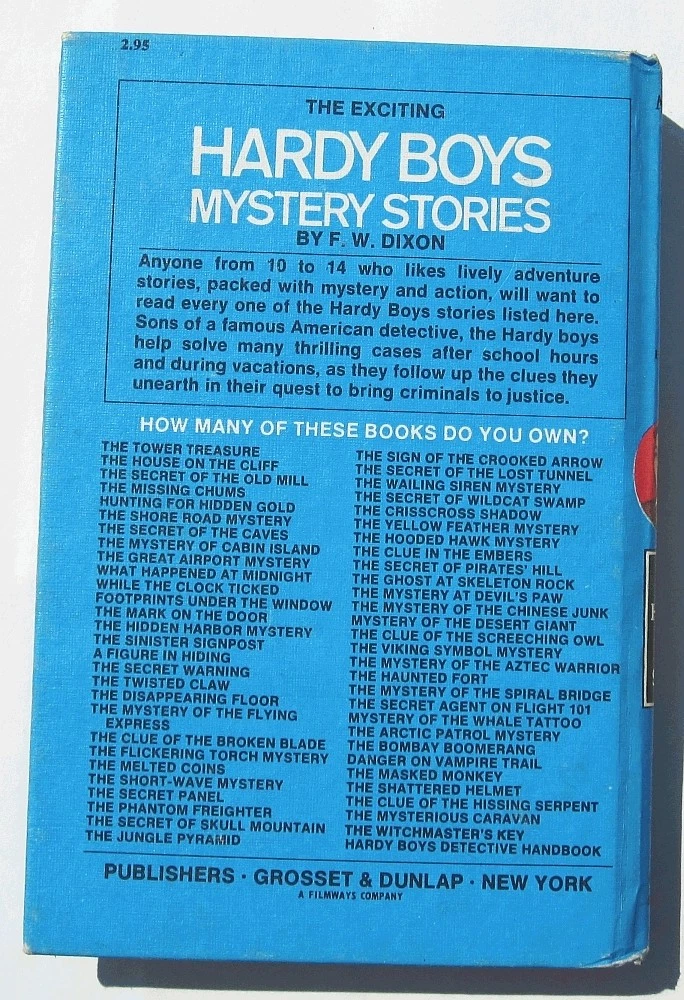 2.95
THE EXCITING
HARDY BOYS
MYSTERY STORIES
BY F. W. DIXON
Anyone from 10 to 14 who likes lively adventure
stories, packed with mystery and action, will want to
read every one of the Hardy Boys stories listed here.
Sons of a famous American detective, the Hardy boys
help solve many thrilling cases after school hours
and during vacations, as they follow up the clues they
unearth in their quest to bring criminals to justice.
HOW MANY OF THESE BOOKS DO YOU OWN?
THE TOWER TREASURE
THE HOUSE ON THE CLIFF
THE SECRET OF THE OLD MILL
THE MISSING CHUMS
HUNTING FOR HIDDEN GOLD
THE SHORE ROAD MYSTERY
THE SECRET OF THE CAVES
THE MYSTERY OF CABIN ISLAND
THE GREAT AIRPORT MYSTERY
WHAT HAPPENED AT MIDNIGHT
WHILE THE CLOCK TICKED
FOOTPRINTS UNDER THE WINDOW
THE MARK ON THE DOOR
THE HIDDEN HARBOR MYSTERY
THE SINISTER SIGNPOST
A FIGURE IN HIDING
THE SECRET WARNING
THE TWISTED CLAW
THE DISAPPEARING FLOOR
THE MYSTERY OF THE FLYING
EXPRESS
THE CLUE OF THE BROKEN BLADE
THE FLICKERING TORCH MYSTERY
THE MELTED COINS
THE SHORT-WAVE MYSTERY
THE SECRET PANEL
THE PHANTOM FREIGHTER
THE SECRET OF SKULL MOUNTAIN
THE JUNGLE PYRAMID
THE SIGN OF THE CROOKED ARROW
THE SECRET OF THE LOST TUNNEL
THE WAILING SIREN MYSTERY
THE SECRET OF WILDCAT SWAMP
THE CRISSCROSS SHADOW
THE YELLOW FEATHER MYSTERY
THE HOODED HAWK MYSTERY
THE CLUE IN THE EMBERS
THE SECRET OF PIRATES' HILL
THE GHOST AT SKELETON ROCK
THE MYSTERY AT DEVIL'S PAW
THE MYSTERY OF THE CHINESE JUNK
MYSTERY OF THE DESERT GIANT
THE CLUE OF THE SCREECHING OWL
THE VIKING SYMBOL MYSTERY
THE MYSTERY OF THE AZTEC WARRIOR
THE HAUNTED FORT
THE MYSTERY OF THE SPIRAL BRIDGE
THE SECRET AGENT ON FLIGHT 101
MYSTERY OF THE WHALE TATTOO
THE ARCTIC PATROL MYSTERY
THE BOMBAY BOOMERANG
DANGER ON VAMPIRE TRAIL
THE MASKED MONKEY
THE SHATTERED HELMET
THE CLUE OF THE HISSING SERPENT
THE MYSTERIOUS CARAVAN
THE WITCHMASTER'S KEY
HARDY BOYS DETECTIVE HANDBOOK
PUBLISHERS · GROSSET & DUNLAP · NEW YORK
A FILMWAYS COMPANY